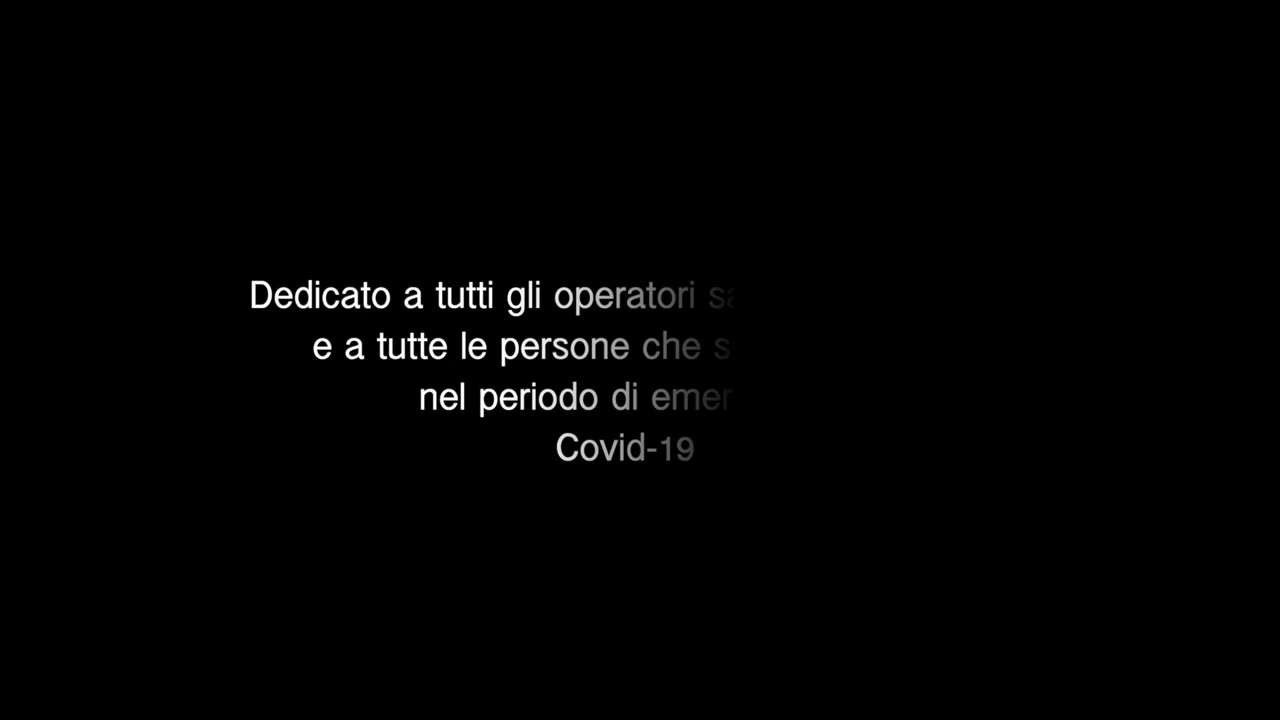 Dedicato a tutti gli operatori
e a tutte le persone che
nel periodo di
Covid-19